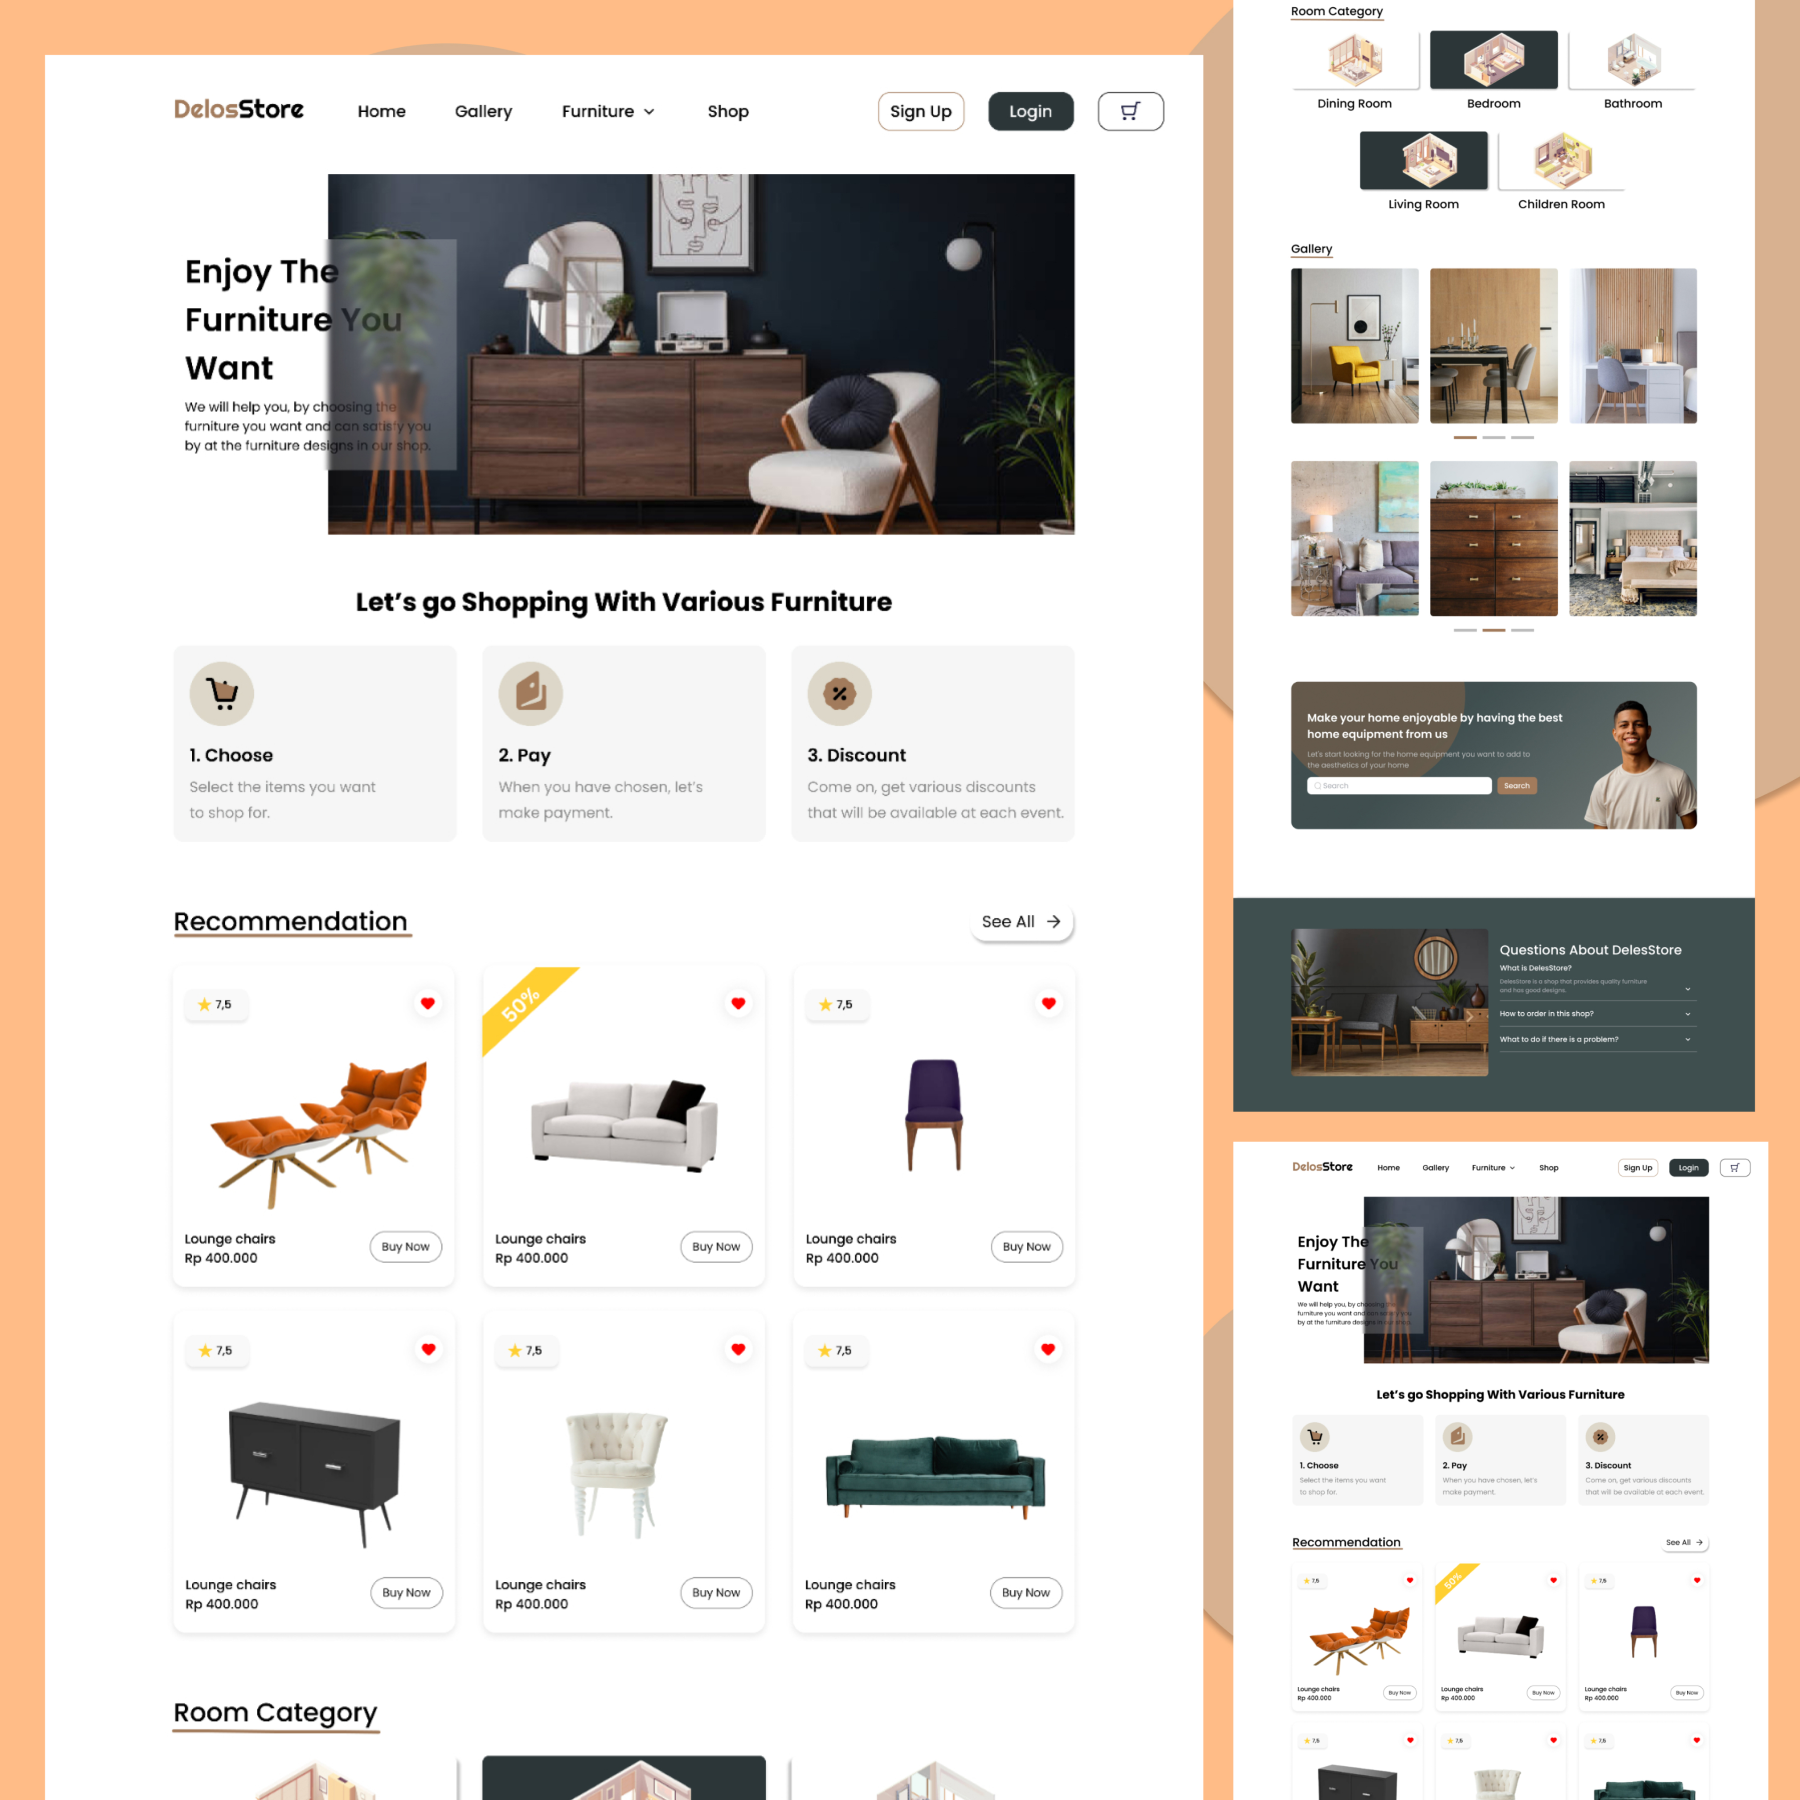 DelosStore
Home
Gallery
Furniture
Shop
Sign Up
Login
Enjoy The
Furniture You
Want
We will help you, by choosing the
furniture you want and can satisfy you
by at the furniture designs in our shop.
Let’s go Shopping With Various Furniture
1. Choose
Select the items you want
to shop for.
2. Pay
When you have chosen, let’s
make payment.
3. Discount
Come on, get various discounts
that will be available at each event.
Recommendation
See All
7,5
50%
7,5
Lounge chairs
Rp 400.000
Buy Now
Lounge chairs
Rp 400.000
Buy Now
Lounge chairs
Rp 400.000
Buy Now
7,5
7,5
7,5
Lounge chairs
Rp 400.000
Buy Now
Lounge chairs
Rp 400.000
Buy Now
Lounge chairs
Rp 400.000
Buy Now
Room Category
Room Category
Dining Room
Bedroom
Bathroom
Living Room
Children Room
Gallery
Make your home enjoyable by having the best
home equipment from us
Let's start looking for the home equipment you want to add to
the aesthetics of your home
Search
Search
Questions About DelesStore
What is DelesStore?
DelesStore is a shop that provides quality furniture
and has good designs.
How to order in this shop?
What to do if there is a problem?
DelosStore
Home
Gallery
Furniture
Shop
Sign Up
Login
Enjoy The
Furniture You
Want
We will help you, by choosing
furniture you want and
by at the furniture designs
Let’s go Shopping With Various Furniture
1. Choose
Select the items you want
to shop for.
2. Pay
When you have chosen, let’s
make payment.
3. Discount
Come on, get various discounts
that will be available at each event.
Recommendation
See All
7,5
50%
7,5
Lounge chairs
Rp 400.000
Buy Now
Lounge chairs
Rp 400.000
Buy Now
Lounge chairs
Rp 400.000
Buy Now
7,5
7,5
7,5